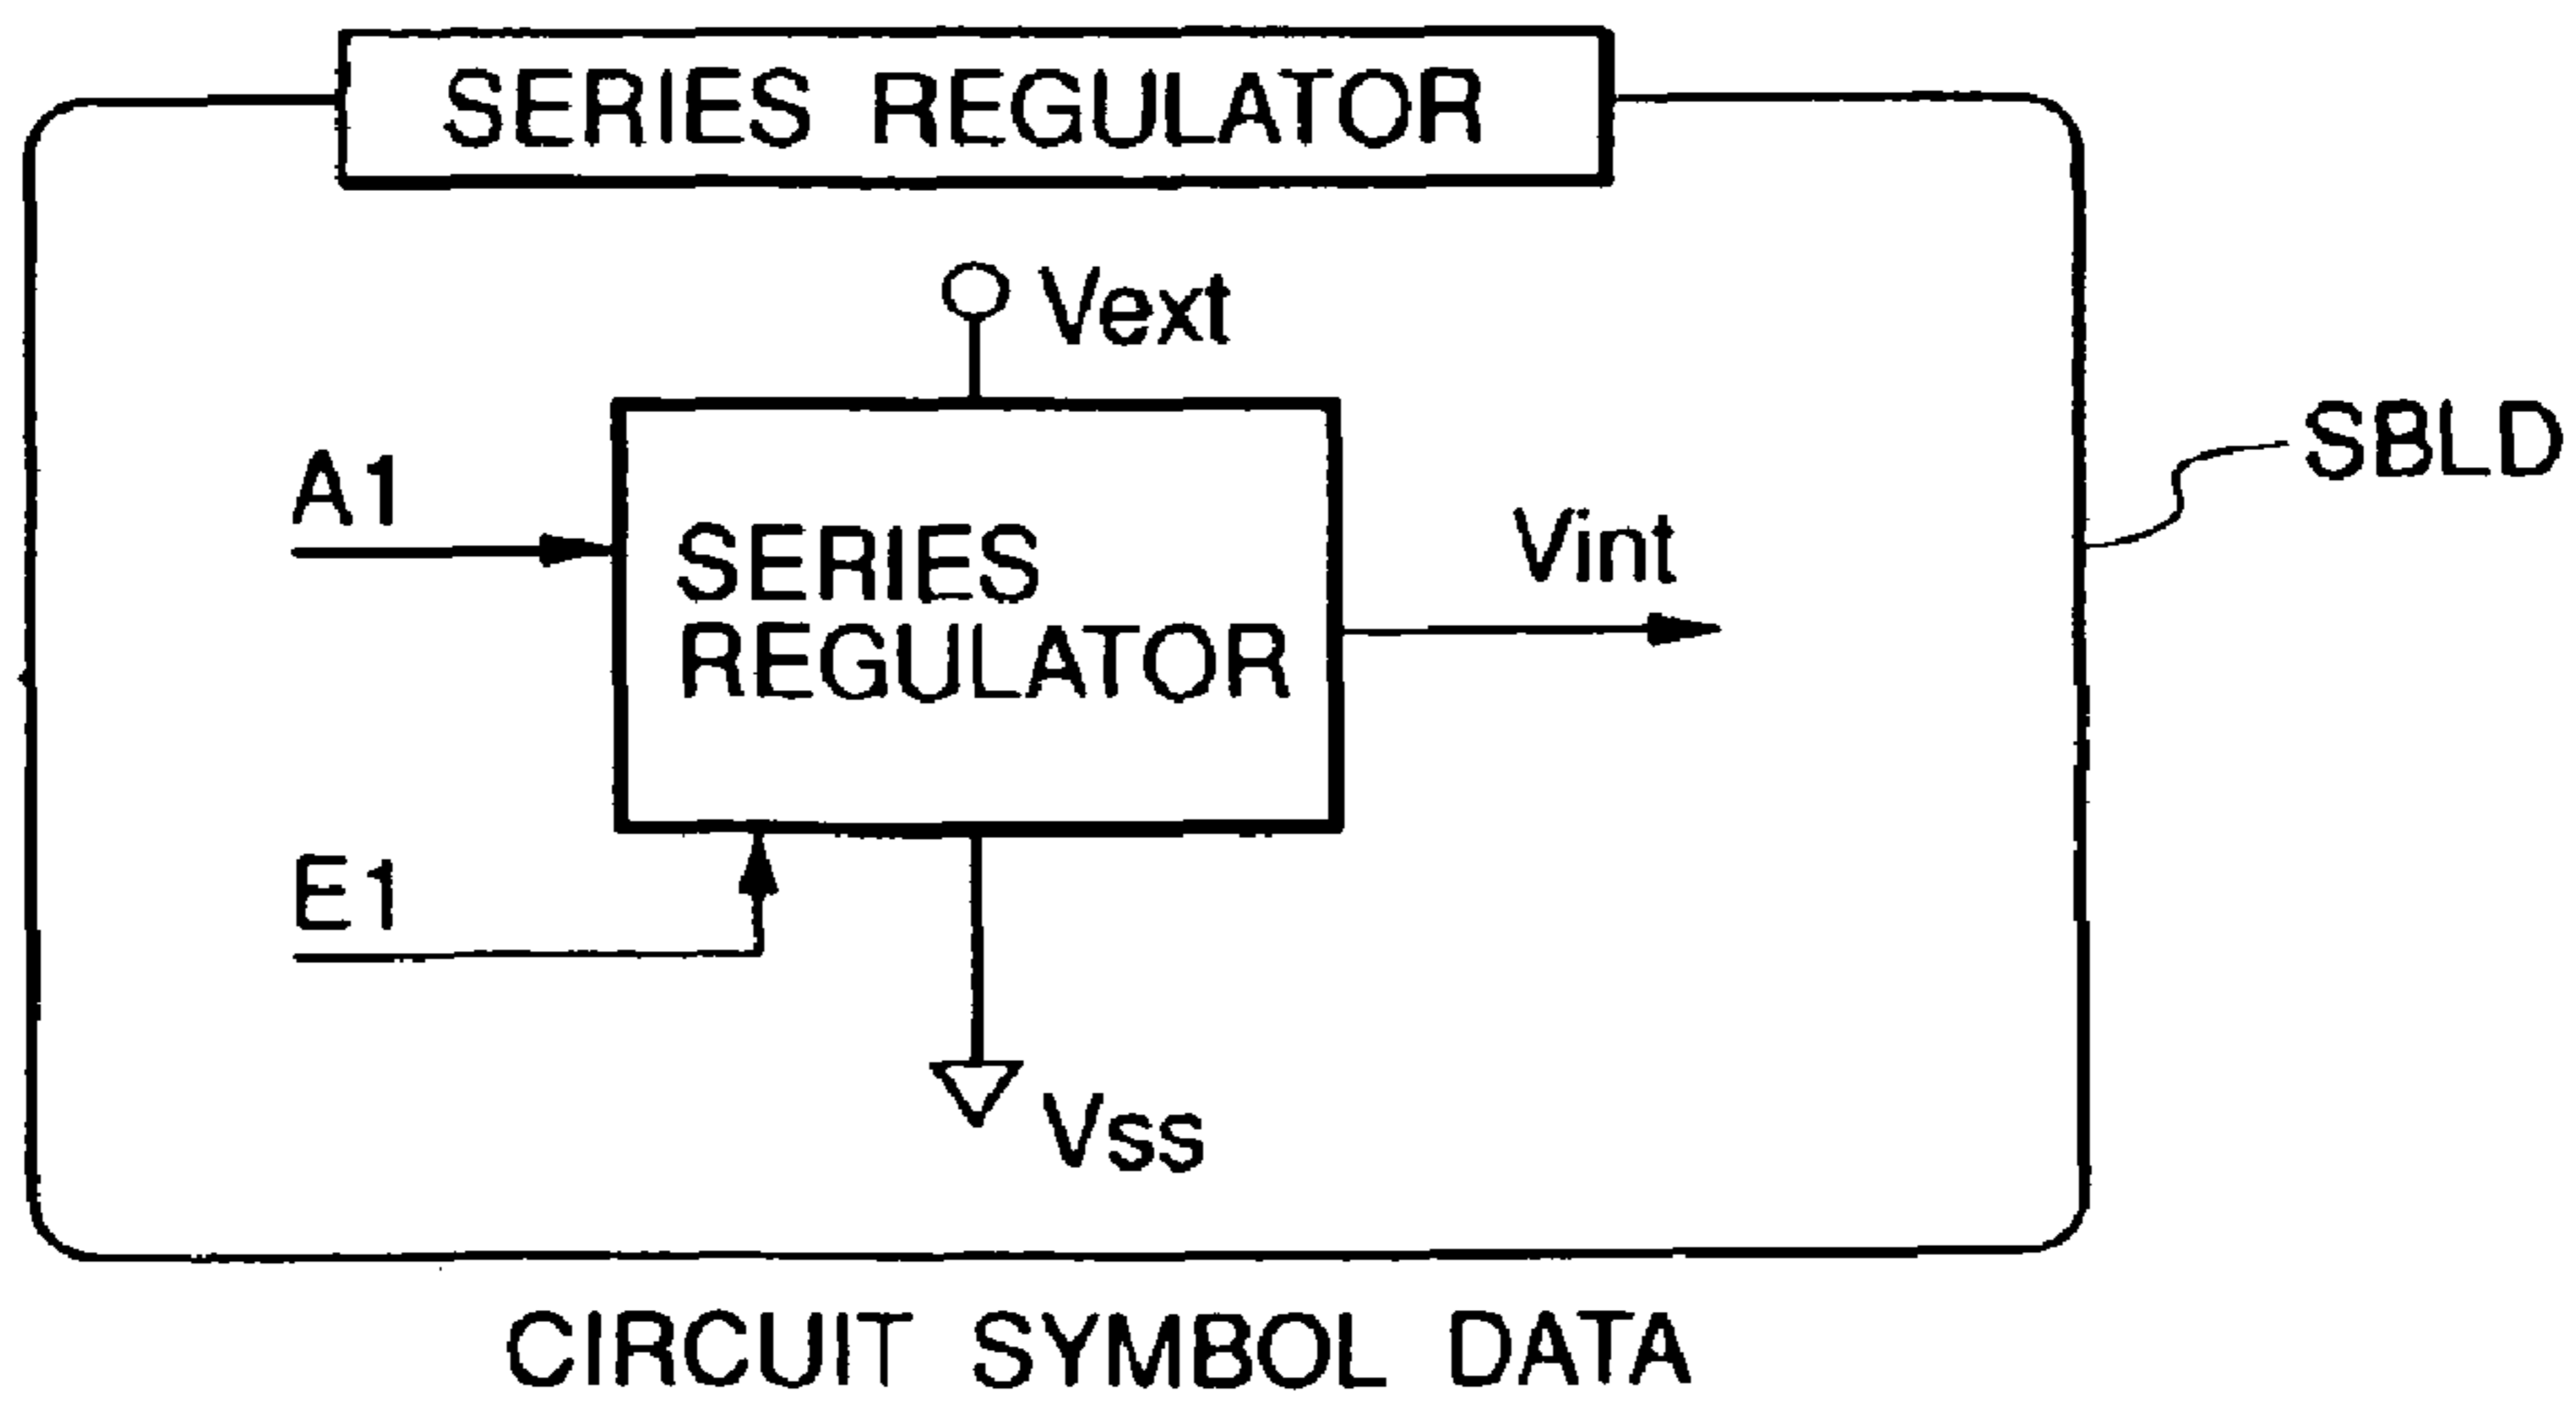 SERIES REGULATOR
Vext
A1
SBLD
SERIES
REGULATOR
Vint
E1
Vss
CIRCUIT SYMBOL DATA